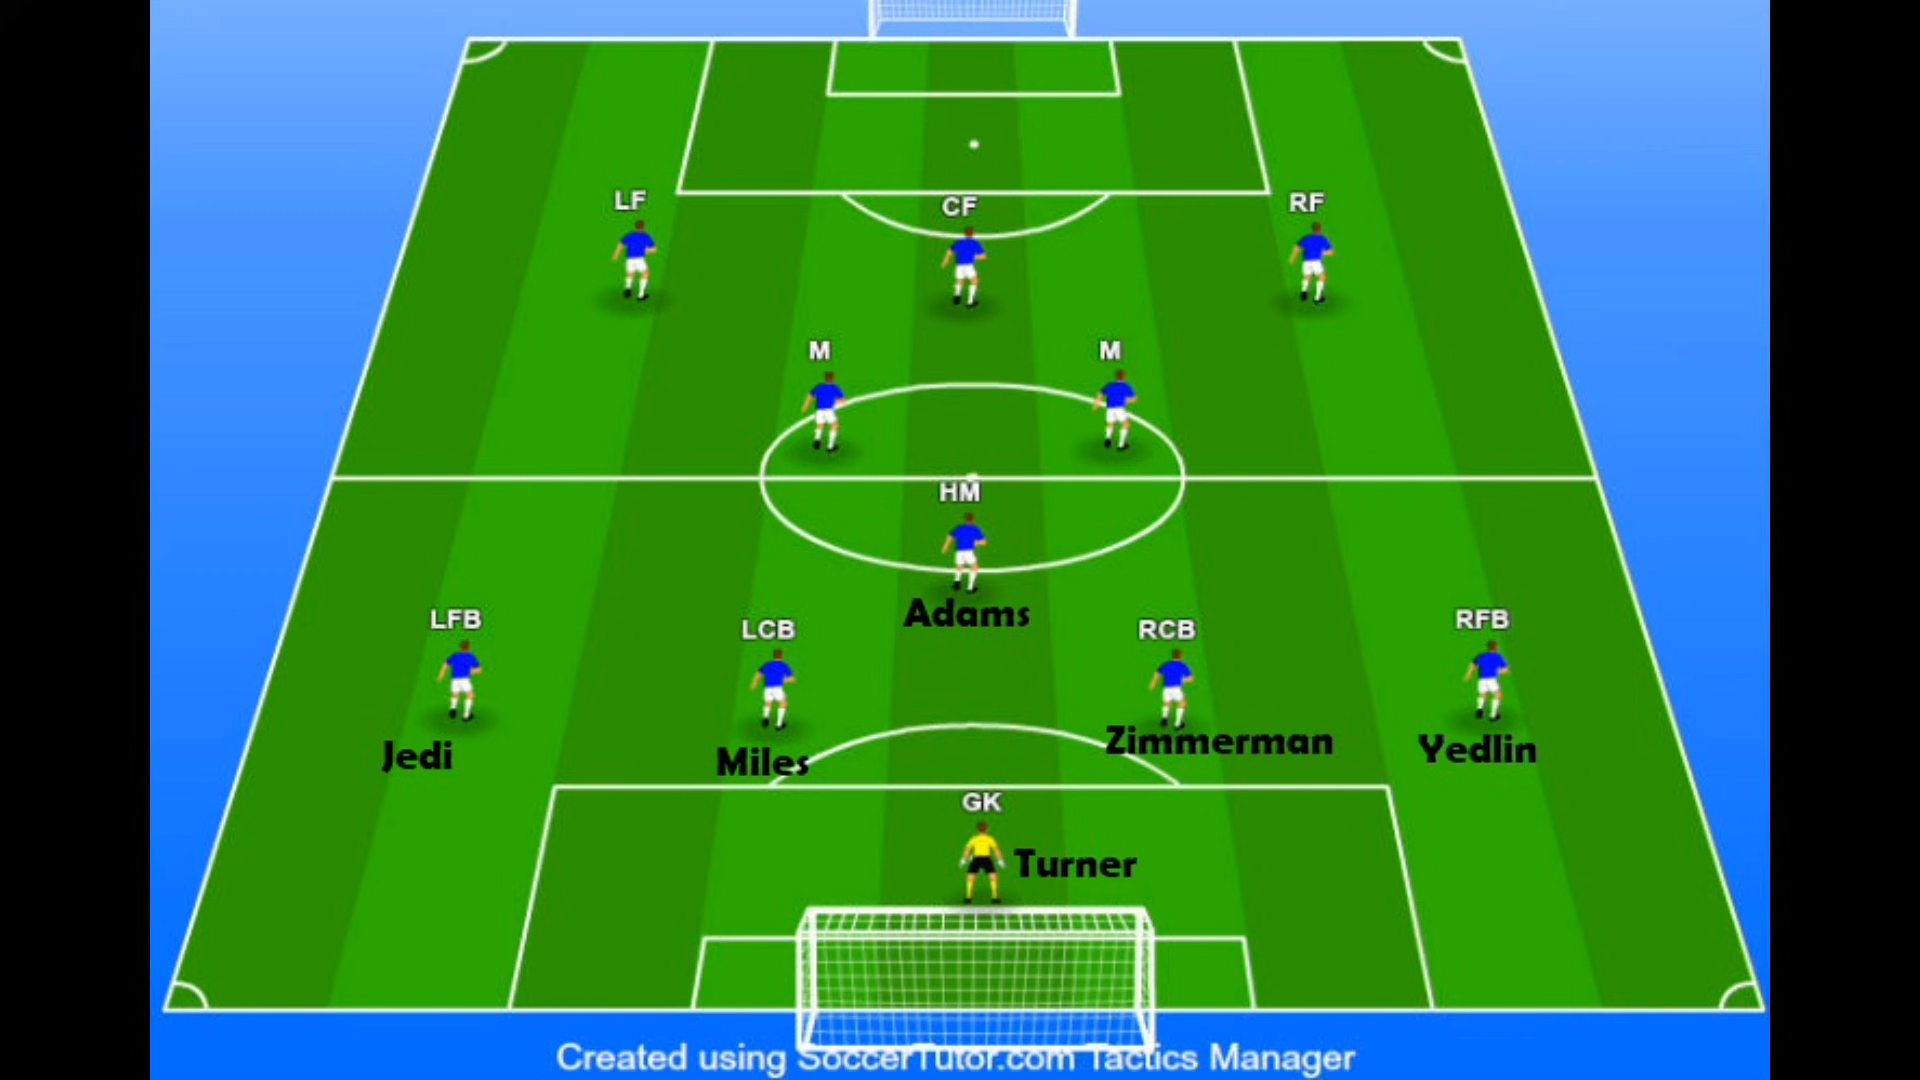 LF
CF
RF
M
M
HM
Adams
LFB
LCB
RCB
RFB
Jedi
Miles
Zimmerman
Yedlin
GK
Turner
Created using SoccerTutor.com Tactics Manager